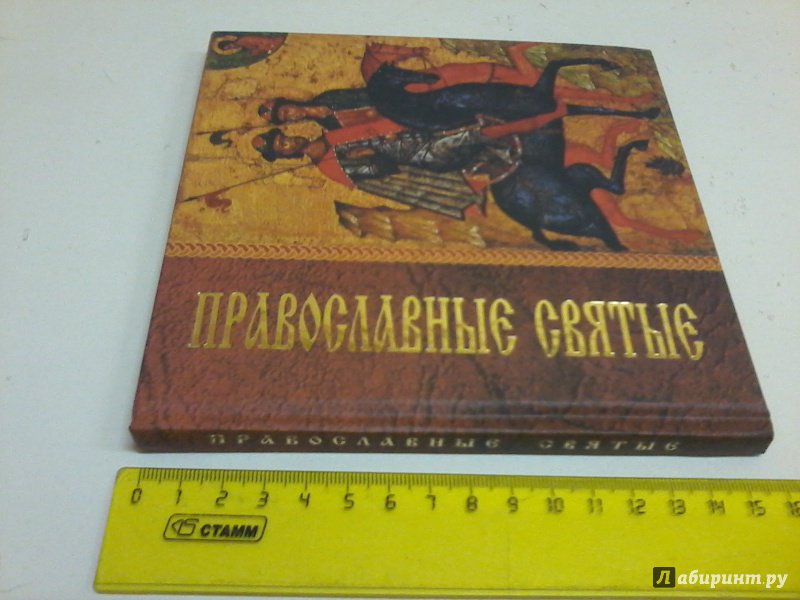 ПРАВОСЛАВНЫЕ СВЯТЫЕ
ПРАВОСЛАВНЫЕ СВЯТЫЕ
0 1 2 3 4 5 6 7 8 9 10 11 12 13 14 15 16
СТАММ
Лабиринт.ру